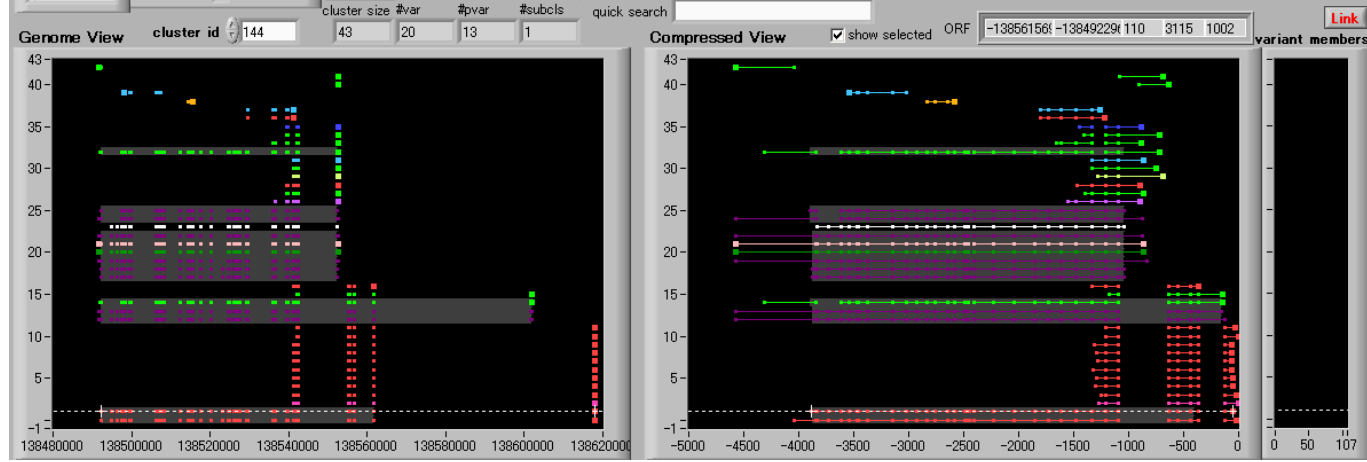 cluster size #var #pvar #subcls quick search
cluster id 144 43 20 13 1 show selected ORF -138561569 -138492296 110 3115 1002 Link
Genome View Compressed View variant members
43 43
40 40
35 35
30 30
25 25
20 20
15 15
10 10
5 5
-1 -1
138480000 138500000 138520000 138540000 138560000 138580000 138600000 138620000 -5000 -4500 -4000 -3500 -3000 -2500 -2000 -1500 -1000 -500 0 0 50 107